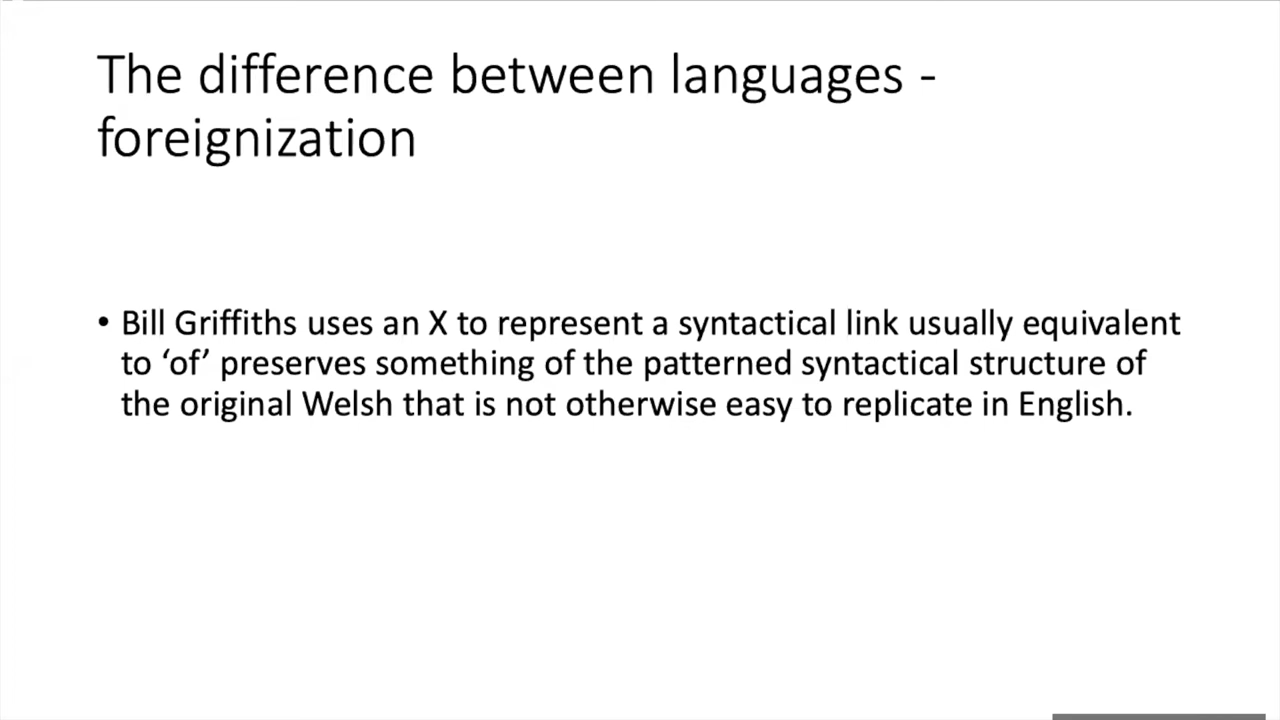 The difference between languages -
foreignization
• Bill Griffiths uses an X to represent a syntactical link usually equivalent
to ‘of’ preserves something of the patterned syntactical structure of
the original Welsh that is not otherwise easy to replicate in English.